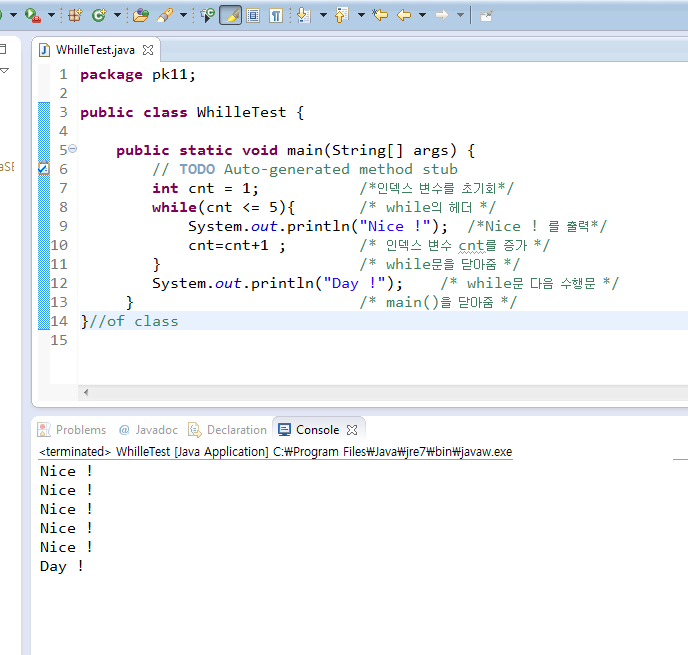 WhilleTest.java
1 package pk11;
2
3 public class WhilleTest {
4
5 public static void main(String[] args) {
6 // TODO Auto-generated method stub
7 int cnt = 1; /*인덱스 변수를 초기회*/
8 while(cnt <= 5){ /* while의 헤더 */
9 System.out.println("Nice !"); /*Nice ! 를 출력*/
10 cnt=cnt+1 ; /* 인덱스 변수 cnt를 증가 */
11 } /* while문을 닫아줌 */
12 System.out.println("Day !"); /* while문 다음 수행문 */
13 } /* main()을 닫아줌 */
14 }//of class
15
aSE
Problems @ Javadoc Declaration Console
<terminated> WhilleTest [Java Application] C:₩Program Files₩Java₩jre7₩bin₩javaw.exe
Nice !
Nice !
Nice !
Nice !
Nice !
Day !